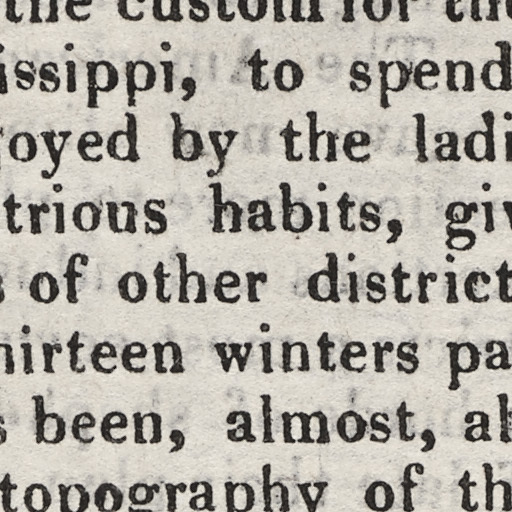 the custom for the
issippi, to spend
oyed by the ladi
trious habits, giv
s of other district
hirteen winters pa
s been, almost, al
topography of th